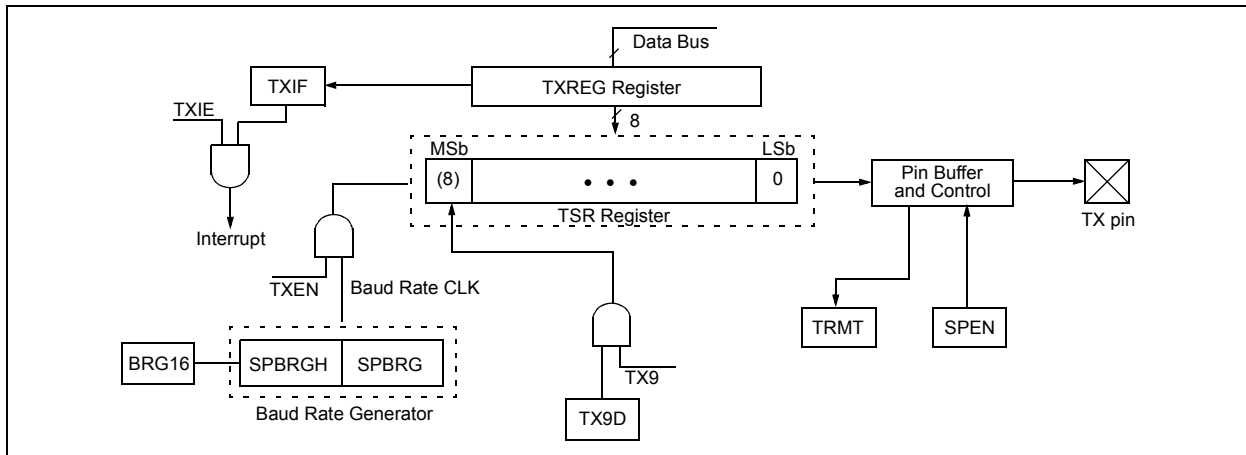 Data Bus
TXIF
TXREG Register
TXIE
8
MSb
LSb
(8)
• • •
0
Pin Buffer
and Control
TSR Register
TX pin
Interrupt
TXEN
Baud Rate CLK
TRMT
SPEN
BRG16
SPBRGH
SPBRG
TX9
Baud Rate Generator
TX9D